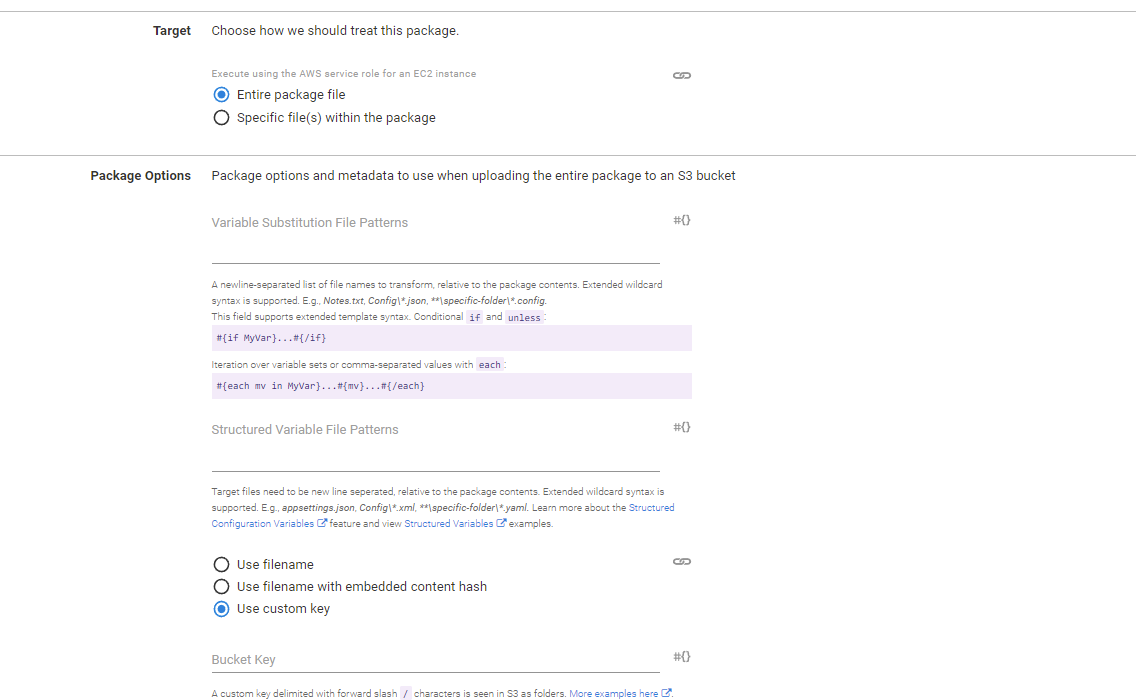 Target Choose how we should treat this package.
Execute using the AWS service role for an EC2 instance
Entire package file
Specific file(s) within the package
Package Options Package options and metadata to use when uploading the entire package to an S3 bucket
Variable Substitution File Patterns #{}
A newline-separated list of file names to transform, relative to the package contents. Extended wildcard
syntax is supported. E.g., Notes.txt, Config\*.json, **\specific-folder\*.config.
This field supports extended template syntax. Conditional if and unless :
#{if MyVar}...#{/if}
Iteration over variable sets or comma-separated values with each :
#{each mv in MyVar}...#{mv}...#{/each}
Structured Variable File Patterns #{}
Target files need to be new line seperated, relative to the package contents. Extended wildcard syntax is
supported. E.g., appsettings.json, Config\*.xml, **\specific-folder\*.yaml. Learn more about the Structured
Configuration Variables feature and view Structured Variables examples.
Use filename
Use filename with embedded content hash
Use custom key
Bucket Key #{}
A custom key delimited with forward slash / characters is seen in S3 as folders. More examples here .